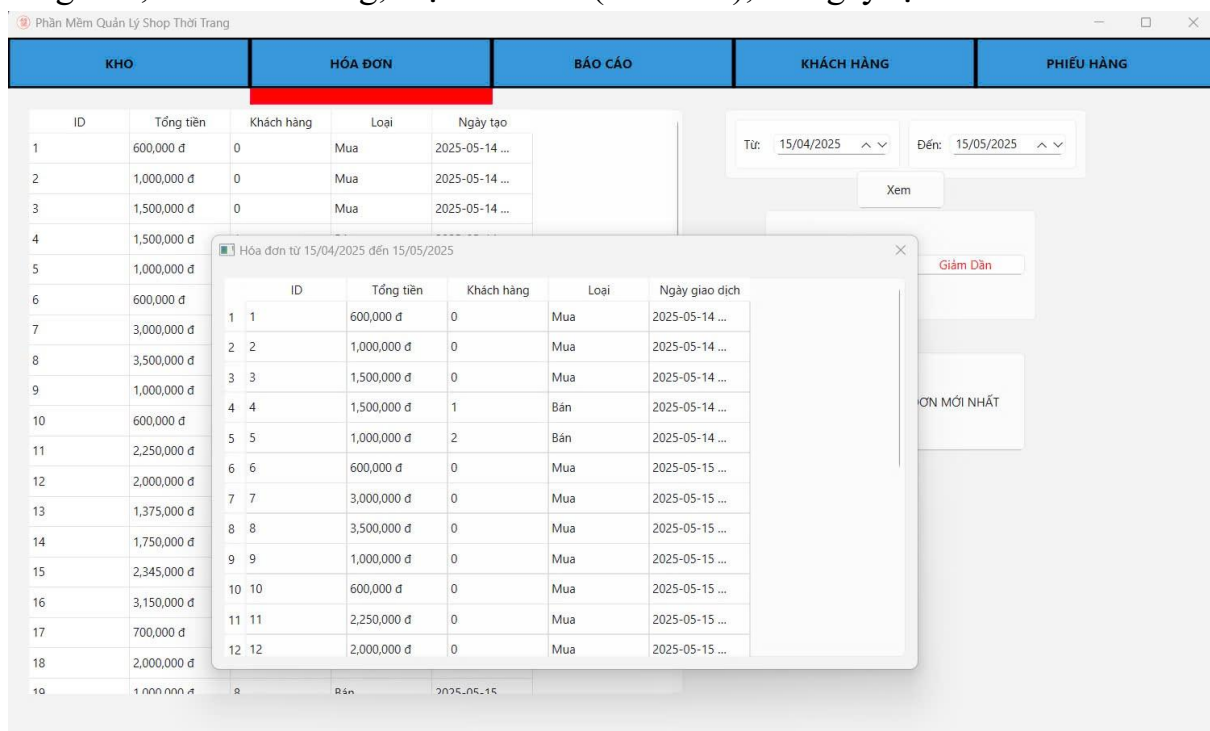 Phần Mềm Quản Lý Shop Thời Trang
KHO HÓA ĐƠN BÁO CÁO KHÁCH HÀNG PHIẾU HÀNG
ID Tổng tiền Khách hàng Loại Ngày tạo
1 600,000 đ 0 Mua 2025-05-14 ...
2 1,000,000 đ 0 Mua 2025-05-14 ...
3 1,500,000 đ 0 Mua 2025-05-14 ...
4 1,500,000 đ
5 1,000,000 đ
6 600,000 đ
7 3,000,000 đ
8 3,500,000 đ
9 1,000,000 đ
10 600,000 đ
11 2,250,000 đ
12 2,000,000 đ
13 1,375,000 đ
14 1,750,000 đ
15 2,345,000 đ
16 3,150,000 đ
17 700,000 đ
18 2,000,000 đ
19 1,000,000 đ 8 Bán 2025-05-15
Từ: 15/04/2025 Đến: 15/05/2025
Xem
Giảm Dần
ƠN MỚI NHẤT
Hóa đơn từ 15/04/2025 đến 15/05/2025
ID Tổng tiền Khách hàng Loại Ngày giao dịch
1 1 600,000 đ 0 Mua 2025-05-14 ...
2 2 1,000,000 đ 0 Mua 2025-05-14 ...
3 3 1,500,000 đ 0 Mua 2025-05-14 ...
4 4 1,500,000 đ 1 Bán 2025-05-14 ...
5 5 1,000,000 đ 2 Bán 2025-05-14 ...
6 6 600,000 đ 0 Mua 2025-05-15 ...
7 7 3,000,000 đ 0 Mua 2025-05-15 ...
8 8 3,500,000 đ 0 Mua 2025-05-15 ...
9 9 1,000,000 đ 0 Mua 2025-05-15 ...
10 10 600,000 đ 0 Mua 2025-05-15 ...
11 11 2,250,000 đ 0 Mua 2025-05-15 ...
12 12 2,000,000 đ 0 Mua 2025-05-15 ...